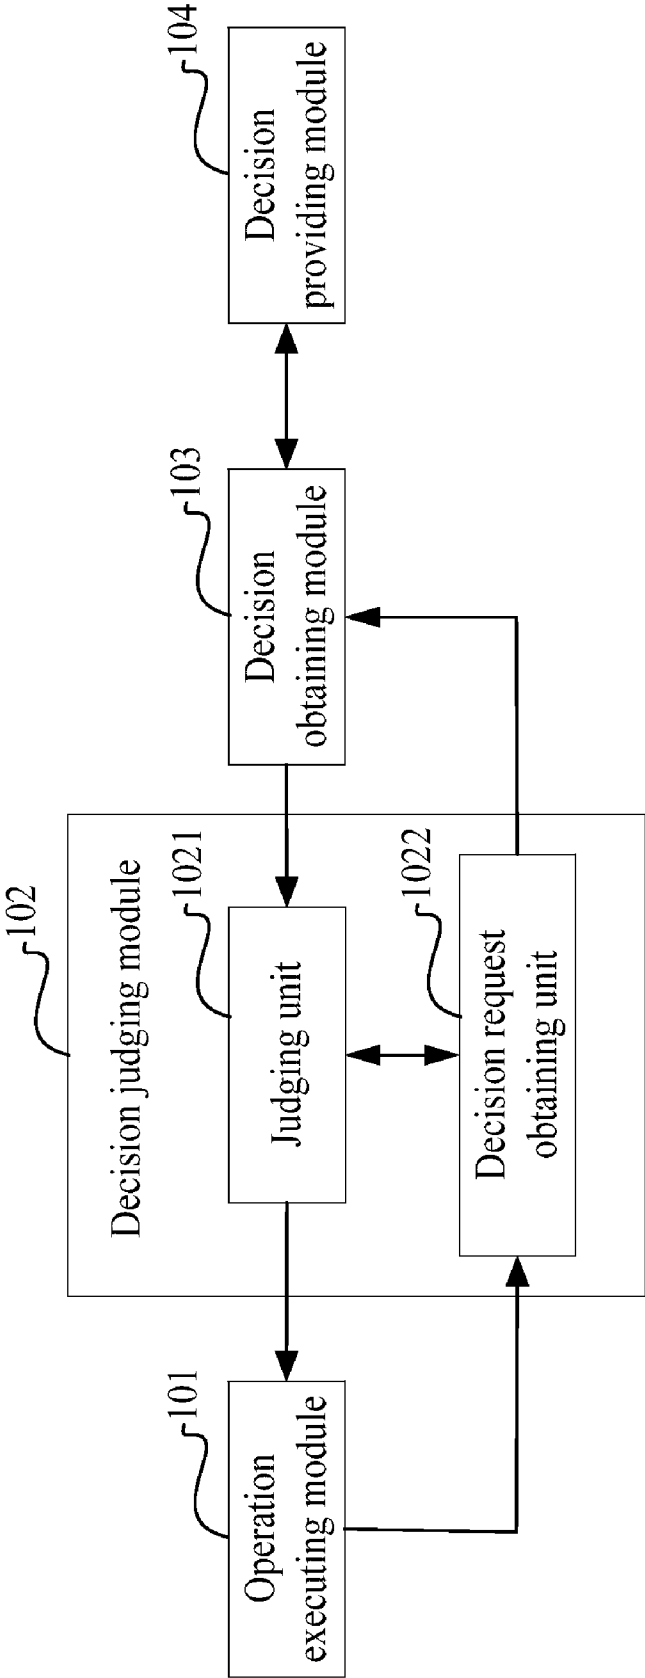 102
Decision judging module
101
1021
103
104
Operation
executing module
Judging unit
Decision
obtaining module
Decision
providing module
1022
Decision request
obtaining unit